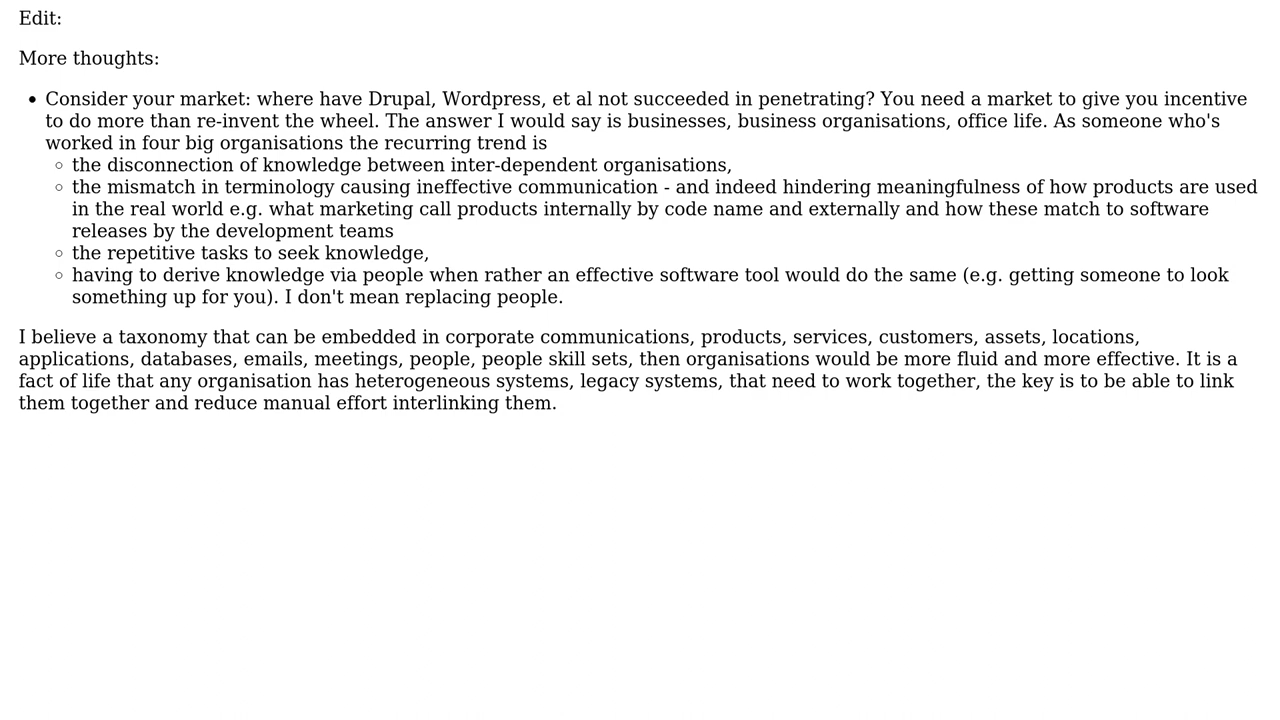 Edit:
More thoughts:
• Consider your market: where have Drupal, Wordpress, et al not succeeded in penetrating? You need a market to give you incentive
to do more than re-invent the wheel. The answer I would say is businesses, business organisations, office life. As someone who's
worked in four big organisations the recurring trend is
◦ the disconnection of knowledge between inter-dependent organisations,
◦ the mismatch in terminology causing ineffective communication - and indeed hindering meaningfulness of how products are used
in the real world e.g. what marketing call products internally by code name and externally and how these match to software
releases by the development teams
◦ the repetitive tasks to seek knowledge,
◦ having to derive knowledge via people when rather an effective software tool would do the same (e.g. getting someone to look
something up for you). I don't mean replacing people.
I believe a taxonomy that can be embedded in corporate communications, products, services, customers, assets, locations,
applications, databases, emails, meetings, people, people skill sets, then organisations would be more fluid and more effective. It is a
fact of life that any organisation has heterogeneous systems, legacy systems, that need to work together, the key is to be able to link
them together and reduce manual effort interlinking them.